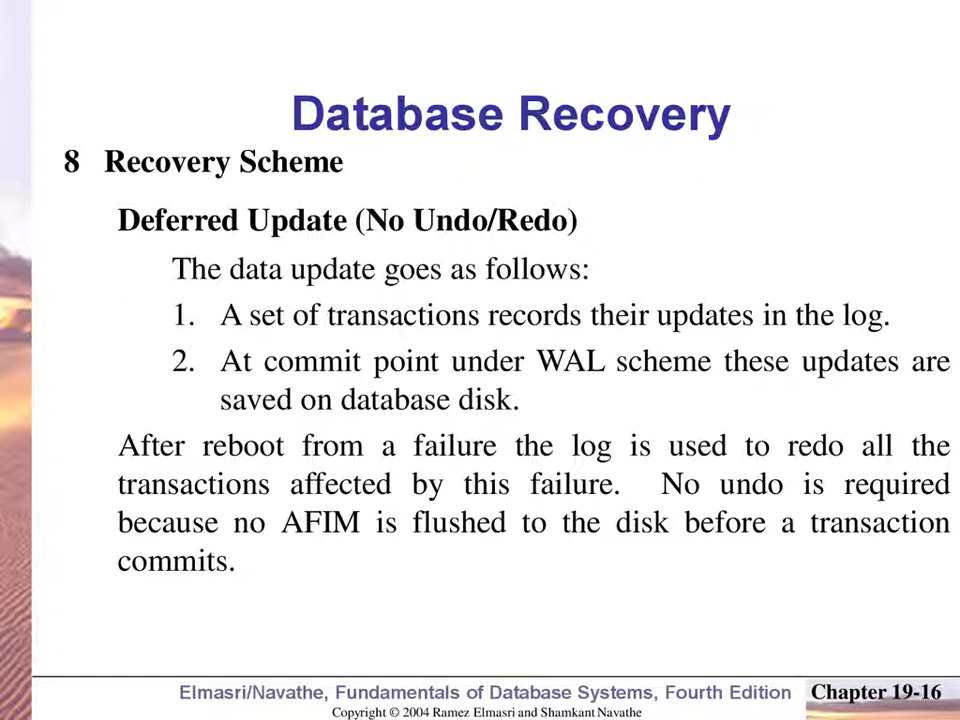 Database Recovery
8 Recovery Scheme
Deferred Update (No Undo/Redo)
The data update goes as follows:
1. A set of transactions records their updates in the log.
2. At commit point under WAL scheme these updates are
saved on database disk.
After reboot from a failure the log is used to redo all the
transactions affected by this failure. No undo is required
because no AFIM is flushed to the disk before a transaction
commits.
Elmasri/Navathe, Fundamentals of Database Systems, Fourth Edition Chapter 19-16
Copyright © 2004 Ramez Elmasri and Shamkant Navathe